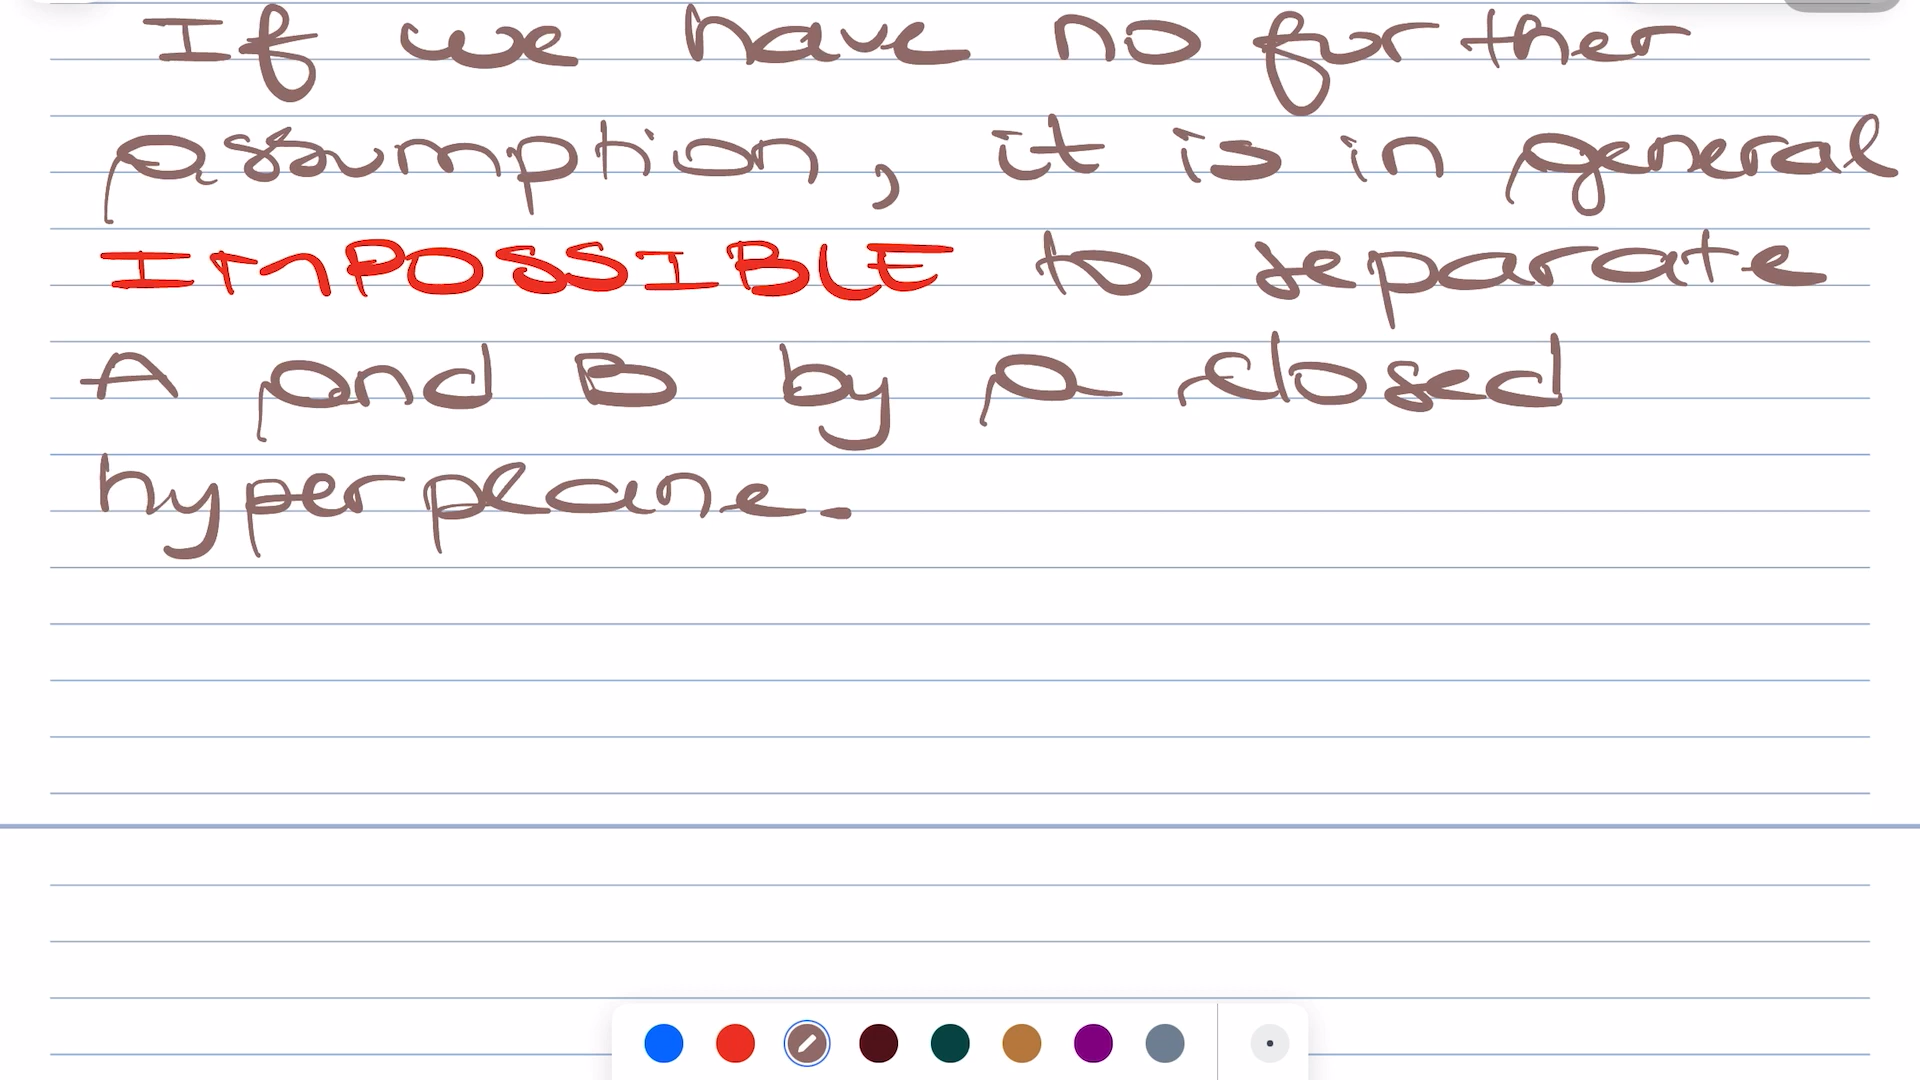 If we have no further
assumption, it is in general
IMPOSSIBLE to separate
A and B by a closed
hyperplane.